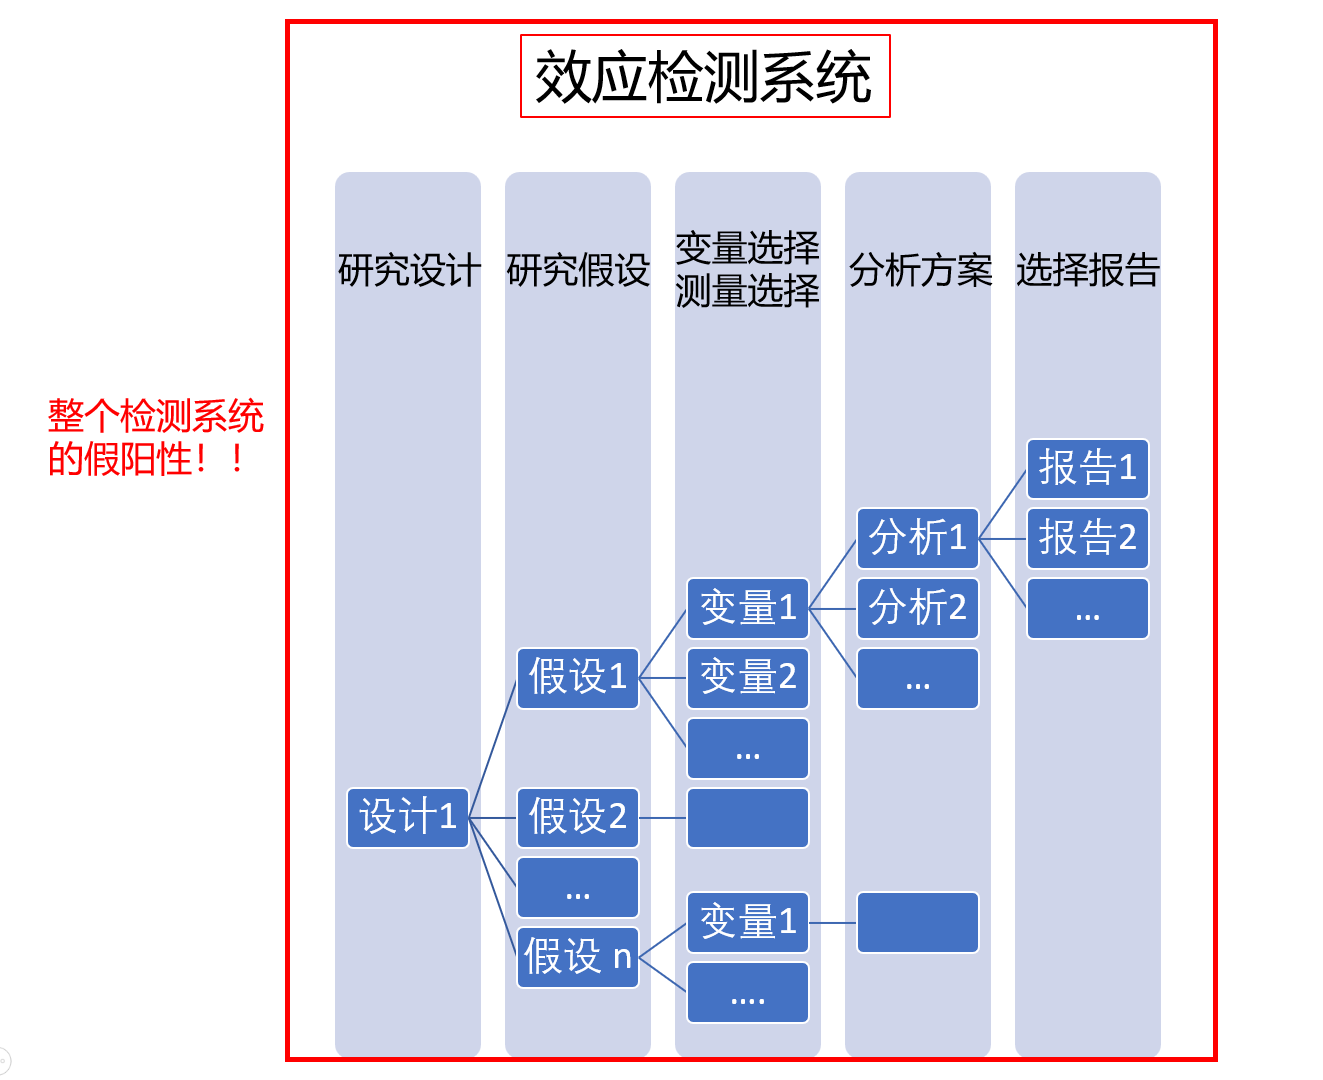 效应检测系统
研究设计
研究假设
变量选择
测量选择
分析方案
选择报告
整个检测系统
的假阳性！！
报告1
分析1
报告2
变量1
分析2
...
假设1
变量2
...
...
设计1
假设2
...
变量1
假设 n
....